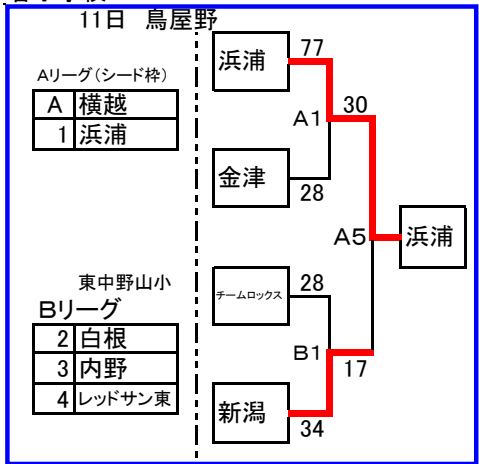 11日 鳥屋野
Aリーグ(シード枠)
A 横越
1 浜浦
東中野山小
Bリーグ
2 白根
3 内野
4 レッドサン東
浜浦
77
A1
30
金津
28
A5
浜浦
チームロックス
28
B1
17
新潟
34